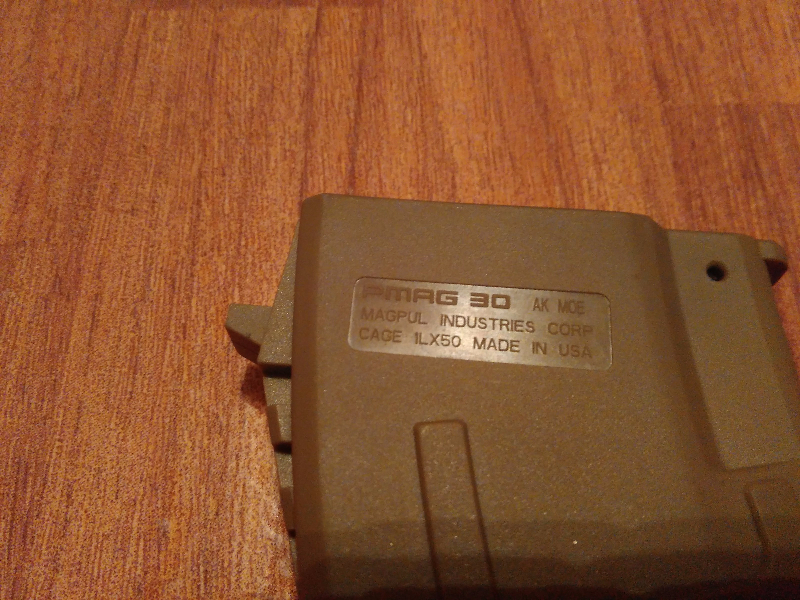 PMAG 30 AK MOE
MAGPUL INDUSTRIES CORP
CAGE 1LX50 MADE IN USA